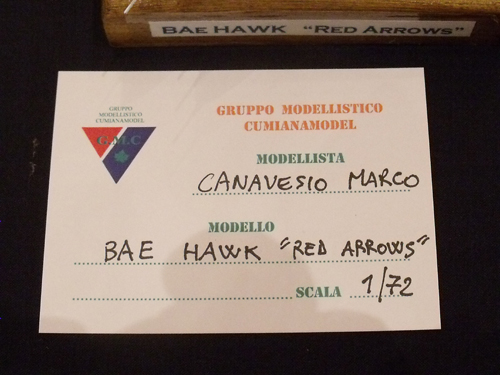 BAE HAWK "RED ARROWS"
GRUPPO
MODELLISTICO
CUMIANAMODEL
G.M.C
GRUPPO MODELLISTICO
CUMIANAMODEL
MODELLISTA
CANAVESIO MARCO
MODELLO
BAE HAWK "RED ARROWS"
SCALA 1/72